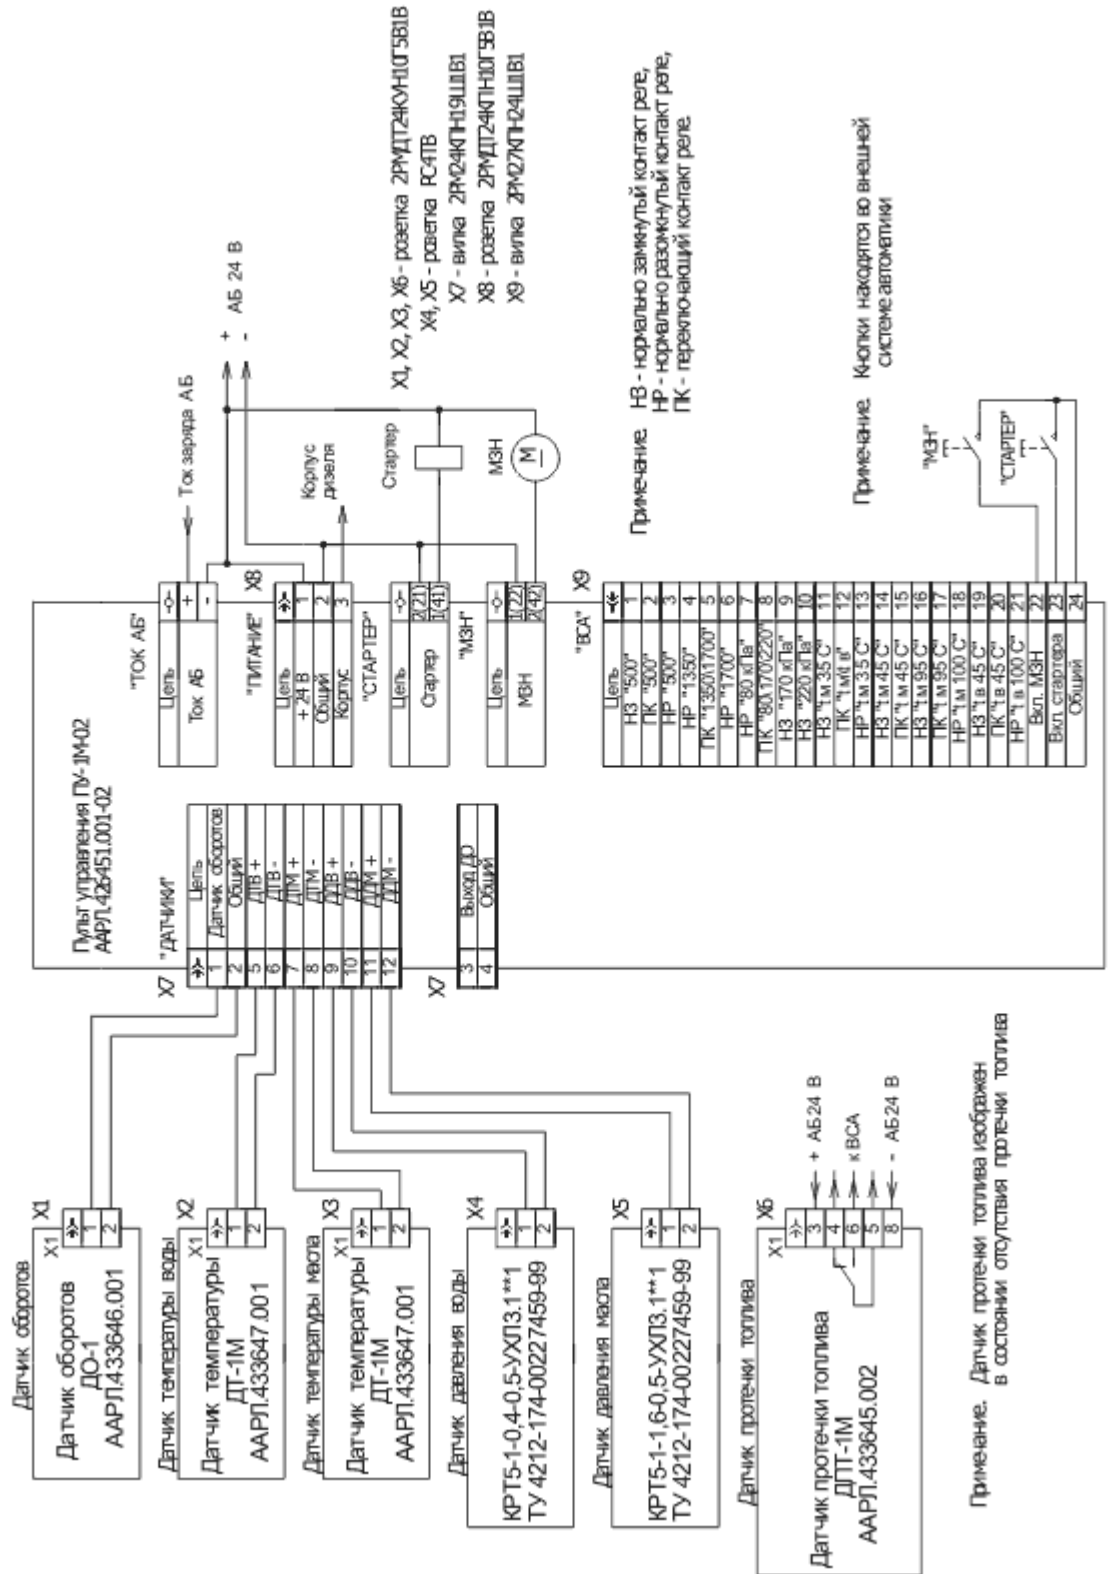 Датчик оборотов
X1
X1
Датчик оборотов
ДО-1
ААРЛ.433646.001
1
2
Датчик температуры воды
X2
X1
Датчик температуры
ДТ-1М
ААРЛ.433647.001
1
2
Датчик температуры масла
X3
X1
Датчик температуры
ДТ-1М
ААРЛ.433647.001
1
2
Датчик давления воды
X4
КРТ5-1-0,4-0,5-УХЛ3.1**1
ТУ 4212-174-00227459-99
1
2
Датчик давления масла
X5
КРТ5-1-1,6-0,5-УХЛ3.1**1
ТУ 4212-174-00227459-99
1
2
Датчик протечки топлива
X6
X1
Датчик протечки топлива
ДПТ-1М
ААРЛ.433645.002
3 + АБ24 В
4
6 к ВСА
5
8 - АБ24 В
Примечание. Датчик протечки топлива изображен
в состоянии отсутствия протечки топлива
Пульт управления ПУ-1М-02
ААРЛ.426451.001-02
X7 "ДАТЧИКИ"
Цепь
1 Датчик оборотов
2 Общий
5 ДТВ +
6 ДТВ -
7 ДТМ +
8 ДТМ -
9 ДДВ +
10 ДДВ -
11 ДДМ +
12 ДДМ -
X7
3 Выход ДО
4 Общий
"ТОК АБ"
Цепь
Ток АБ
+
-
Ток заряда АБ
"ПИТАНИЕ" X8
Цепь
+ 24 В 1
Общий 2
Корпус 3
+ АБ 24 В
-
Корпус
дизеля
"СТАРТЕР"
Цепь
Стартер
2(21)
1(41)
Стартер
"МЗН"
Цепь
МЗН
1(22)
2(42)
МЗН
М
"ВСА" X9
Цепь
НЗ "500" 1
ПК "500" 2
НР "500" 3
НР "1350" 4
ПК "1350\1700" 5
НР "1700" 6
НР "80 кПа" 7
ПК "80\170\220" 8
НЗ "170 кПа" 9
НЗ "220 кПа" 10
НЗ "t м 35 С" 11
ПК "t м\t в" 12
НР "t м 35 С" 13
НЗ "t м 45 С" 14
ПК "t м 45 С" 15
НЗ "t м 95 С" 16
ПК "t м 95 С" 17
НР "t м 100 С" 18
НЗ "t в 45 С" 19
ПК "t в 45 С" 20
НР "t в 100 С" 21
Вкл. МЗН 22
Вкл. стартера 23
Общий 24
"МЗН"
"СТАРТЕР"
X1, X2, X3, X6 - розетка 2РМДТ24КУН10Г5В1В
X4, X5 - розетка РС4ТВ
X7 - вилка 2РМ24КПН19Ш1В1
X8 - розетка 2РМДТ24КПН10Г5В1В
X9 - вилка 2РМ27КПН24Ш1В1
Примечание. НЗ - нормально замкнутый контакт реле,
НР - нормально разомкнутый контакт реле,
ПК - переключающий контакт реле.
Примечание. Кнопки находятся во внешней
системе автоматики